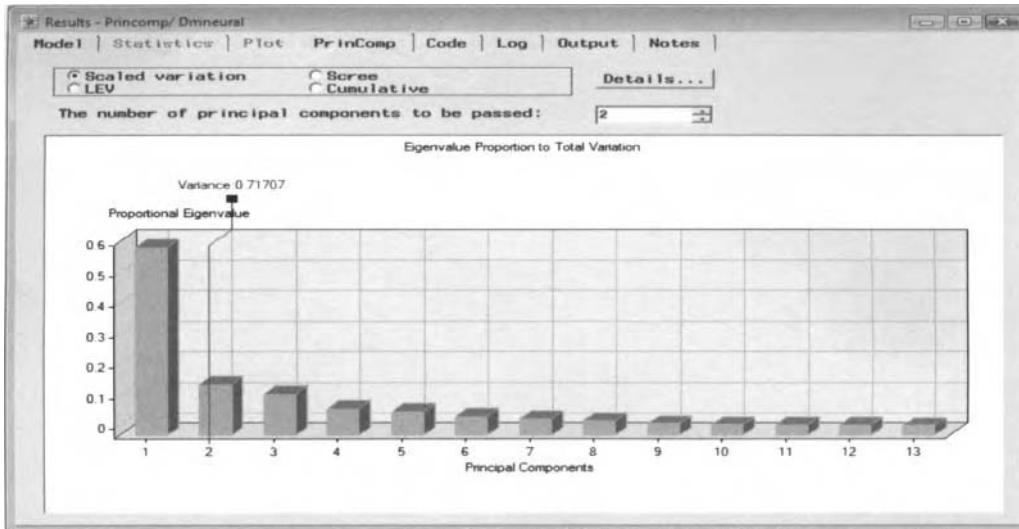 Results - Princomp/ Dmneural
Model | Statistics | Plot PrinComp | Code | Log | Output | Notes |
Scaled variation Scree Details...
LEV Cumulative
The number of principal components to be passed: 2
Eigenvalue Proportion to Total Variation
Variance 0.71707
Proportional Eigenvalue
0.6
0.5
0.4
0.3
0.2
0.1
0
1 2 3 4 5 6 7 8 9 10 11 12 13
Principal Components